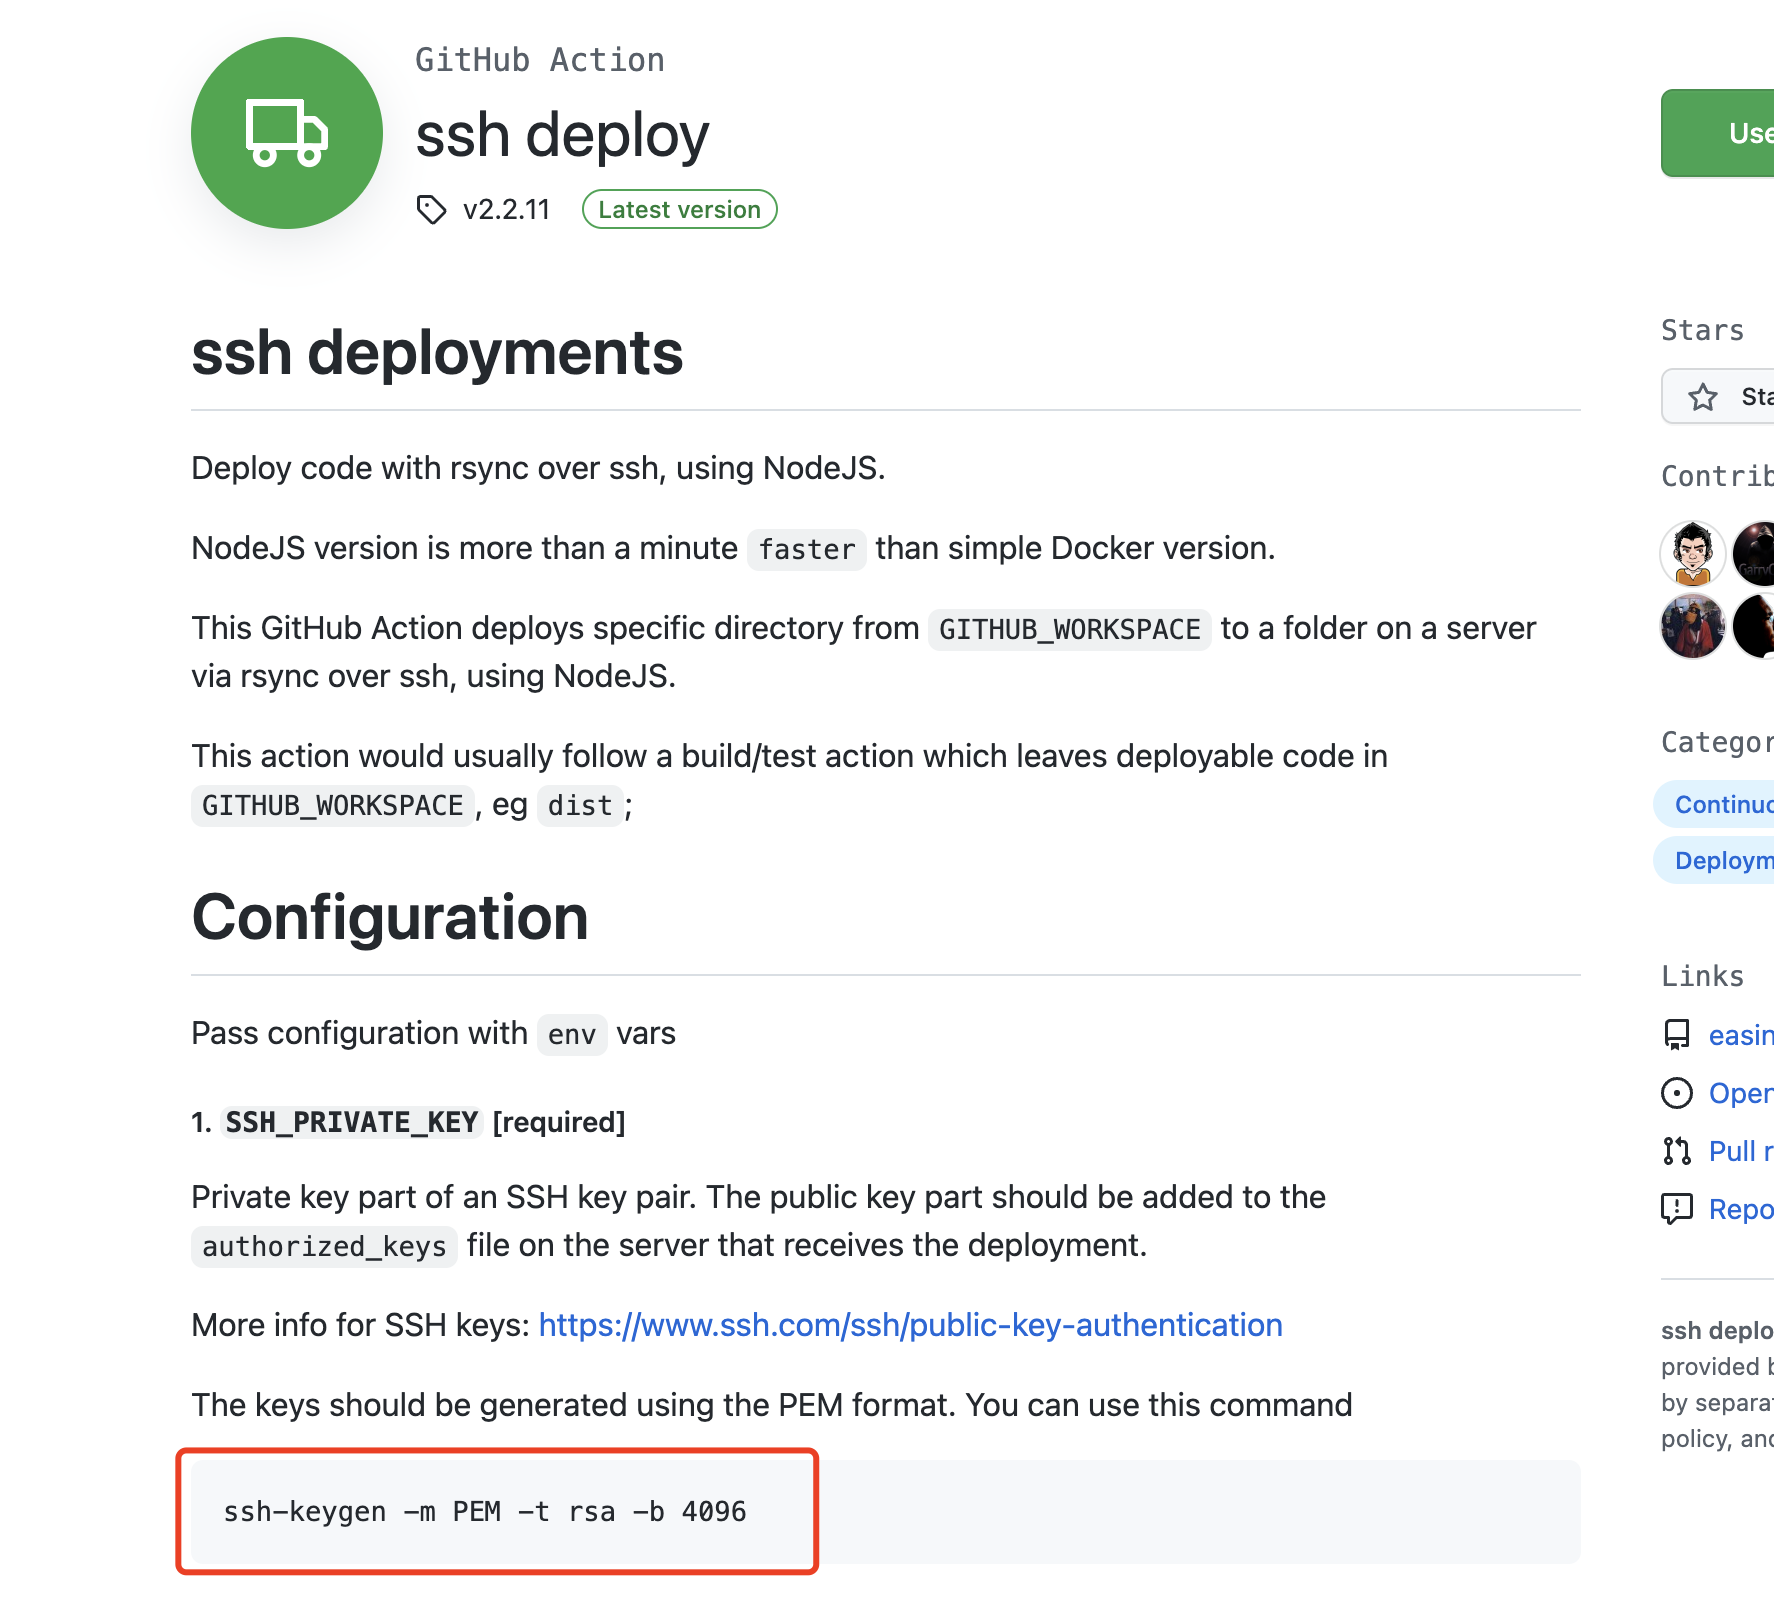 GitHub Action
ssh deploy
v2.2.11 Latest version
Use
ssh deployments
Deploy code with rsync over ssh, using NodeJS.
NodeJS version is more than a minute faster than simple Docker version.
This GitHub Action deploys specific directory from GITHUB_WORKSPACE to a folder on a server
via rsync over ssh, using NodeJS.
This action would usually follow a build/test action which leaves deployable code in
GITHUB_WORKSPACE, eg dist;
Configuration
Pass configuration with env vars
1. SSH_PRIVATE_KEY [required]
Private key part of an SSH key pair. The public key part should be added to the
authorized_keys file on the server that receives the deployment.
More info for SSH keys: https://www.ssh.com/ssh/public-key-authentication
The keys should be generated using the PEM format. You can use this command
ssh-keygen -m PEM -t rsa -b 4096
Stars
Sta
Contrib
Categor
Continuo
Deploym
Links
easin
Open
Pull r
Repo
ssh deplo
provided b
by separat
policy, and